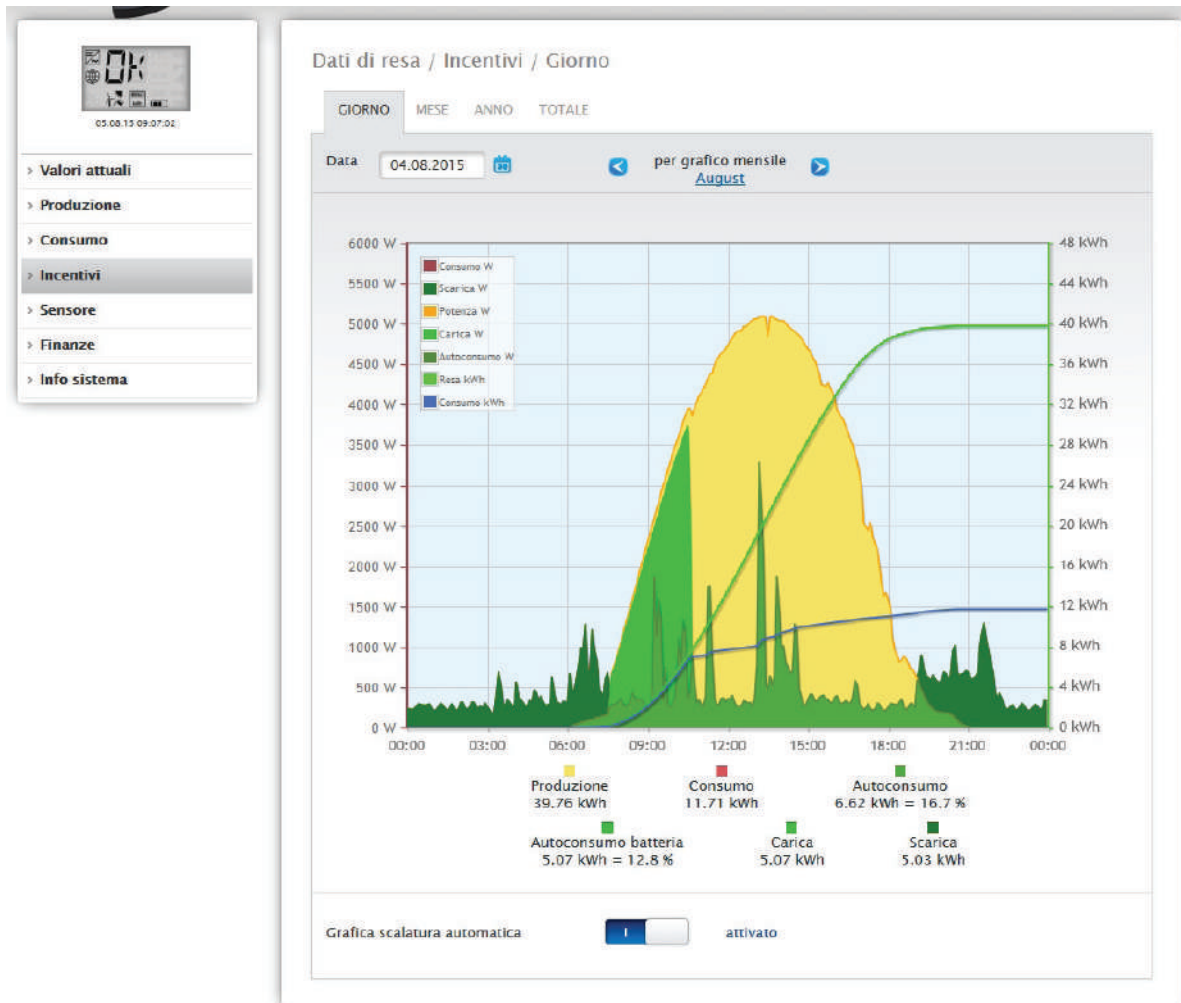 OK
05.08.15 09:07:02
> Valori attuali
> Produzione
> Consumo
> Incentivi
> Sensore
> Finanze
> Info sistema
Dati di resa / Incentivi / Giorno
GIORNO MESE ANNO TOTALE
Data 04.08.2015 per grafico mensile
August
6000 W 48 kWh
Consumo W
5500 W Scarica W 44 kWh
Potenza W
5000 W Carica W 40 kWh
Autoconsumo W
4500 W Resa kWh 36 kWh
4000 W Consumo kWh 32 kWh
3500 W 28 kWh
3000 W 24 kWh
2500 W 20 kWh
2000 W 16 kWh
1500 W 12 kWh
1000 W 8 kWh
500 W 4 kWh
0 W 0 kWh
00:00 03:00 06:00 09:00 12:00 15:00 18:00 21:00 00:00
Produzione Consumo Autoconsumo
39.76 kWh 11.71 kWh 6.62 kWh = 16.7 %
Autoconsumo batteria Carica Scarica
5.07 kWh = 12.8 % 5.07 kWh 5.03 kWh
Grafica scalatura automatica I attivato